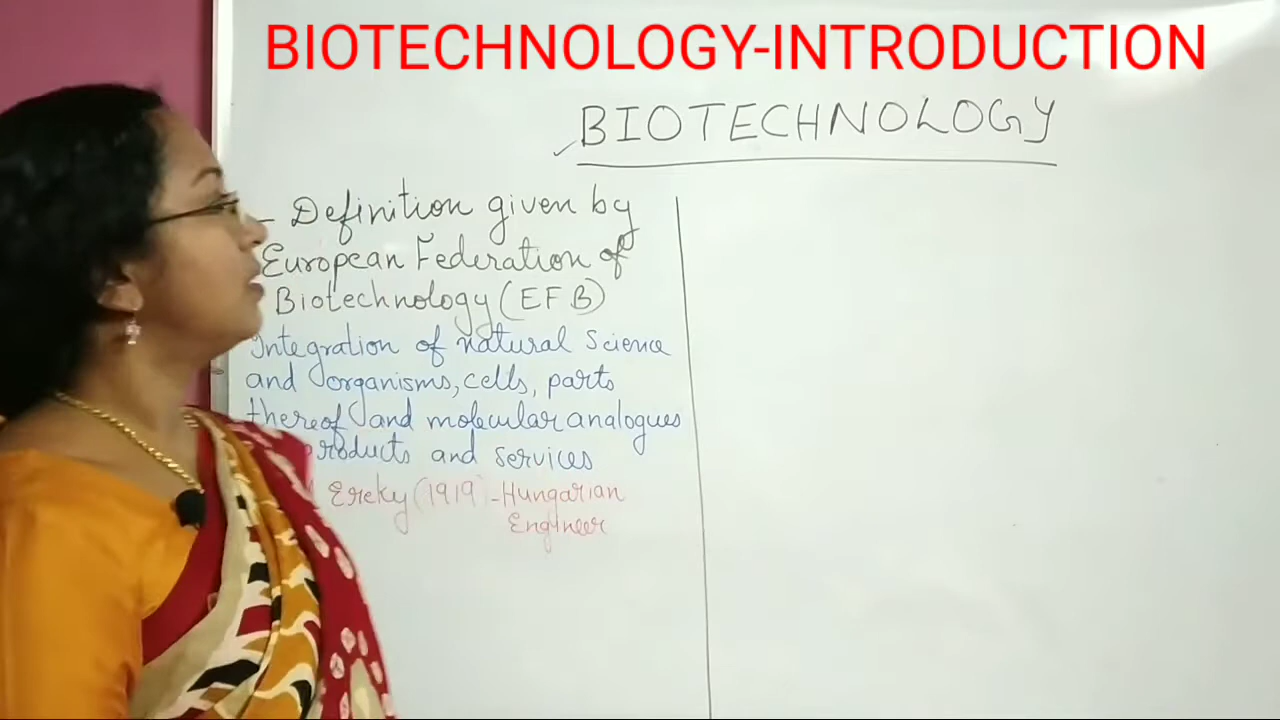 BIOTECHNOLOGY-INTRODUCTION
BIOTECHNOLOGY
- Definition given by
European Federation of
Biotechnology (EFB)
Integration of natural Science
and organisms, cells, parts
thereof and molecular analogues
products and services
Ereky (1919) - Hungarian
Engineer